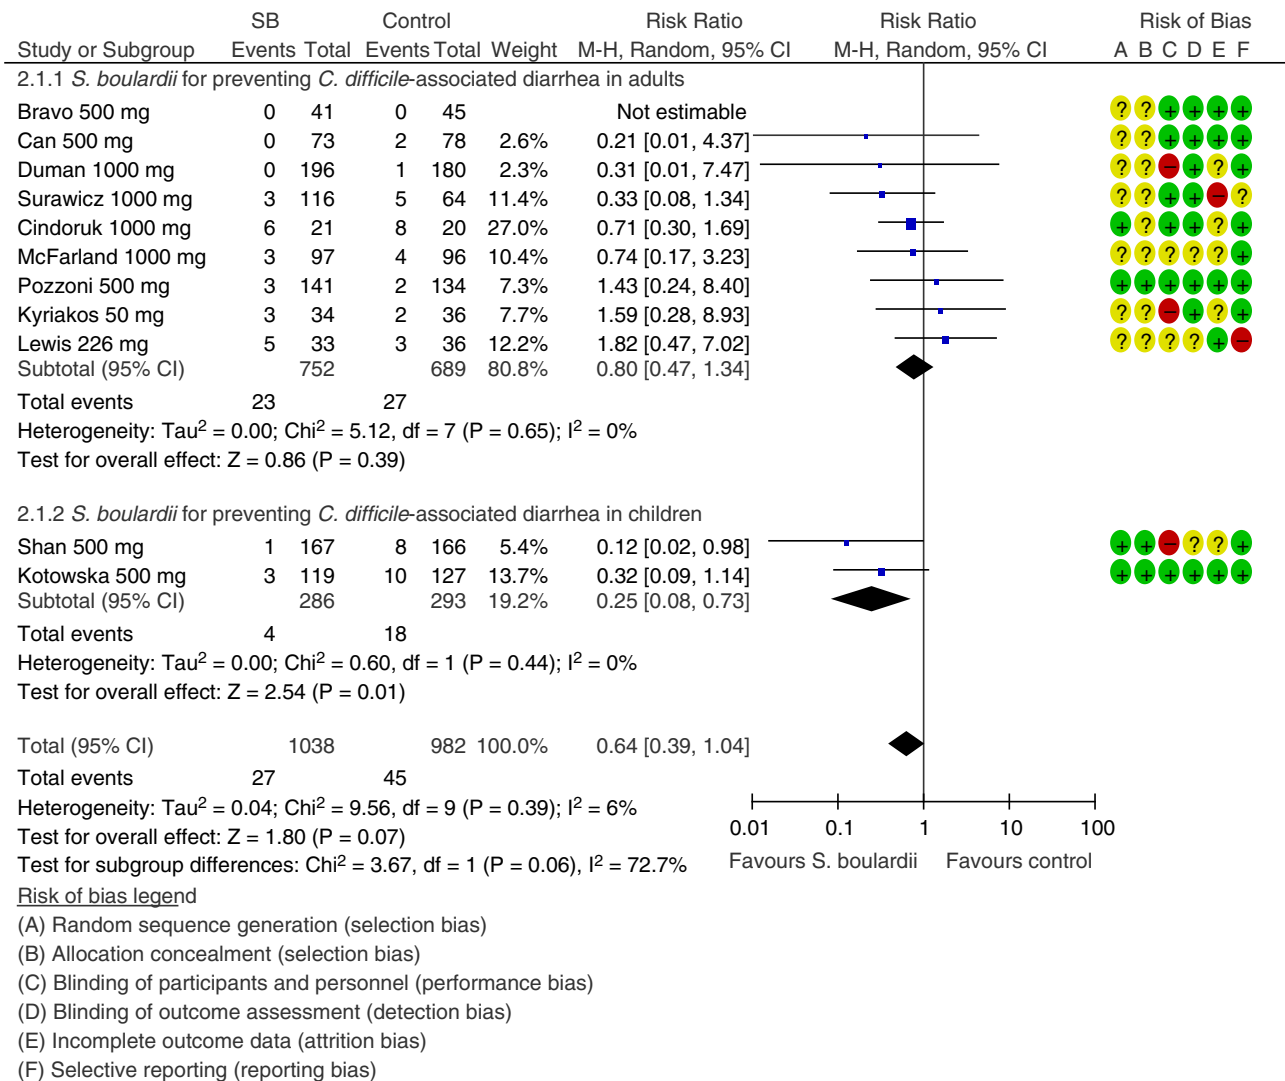 SB Control Risk Ratio Risk Ratio Risk of Bias
Study or Subgroup Events Total Events Total Weight M-H, Random, 95% CI M-H, Random, 95% CI A B C D E F
2.1.1 S. boulardii for preventing C. difficile-associated diarrhea in adults
Bravo 500 mg 0 41 0 45 Not estimable ? ? + + + +
Can 500 mg 0 73 2 78 2.6% 0.21 [0.01, 4.37] ? ? + + + +
Duman 1000 mg 0 196 1 180 2.3% 0.31 [0.01, 7.47] ? ? − + ? +
Surawicz 1000 mg 3 116 5 64 11.4% 0.33 [0.08, 1.34] ? ? + + − ?
Cindoruk 1000 mg 6 21 8 20 27.0% 0.71 [0.30, 1.69] + ? + + ? +
McFarland 1000 mg 3 97 4 96 10.4% 0.74 [0.17, 3.23] ? ? ? ? ? +
Pozzoni 500 mg 3 141 2 134 7.3% 1.43 [0.24, 8.40] + + + + + +
Kyriakos 50 mg 3 34 2 36 7.7% 1.59 [0.28, 8.93] ? ? − + ? +
Lewis 226 mg 5 33 3 36 12.2% 1.82 [0.47, 7.02] ? ? ? ? + −
Subtotal (95% CI) 752 689 80.8% 0.80 [0.47, 1.34]
Total events 23 27
Heterogeneity: Tau² = 0.00; Chi² = 5.12, df = 7 (P = 0.65); I² = 0%
Test for overall effect: Z = 0.86 (P = 0.39)
2.1.2 S. boulardii for preventing C. difficile-associated diarrhea in children
Shan 500 mg 1 167 8 166 5.4% 0.12 [0.02, 0.98] + + − ? ? +
Kotowska 500 mg 3 119 10 127 13.7% 0.32 [0.09, 1.14] + + + + + +
Subtotal (95% CI) 286 293 19.2% 0.25 [0.08, 0.73]
Total events 4 18
Heterogeneity: Tau² = 0.00; Chi² = 0.60, df = 1 (P = 0.44); I² = 0%
Test for overall effect: Z = 2.54 (P = 0.01)
Total (95% CI) 1038 982 100.0% 0.64 [0.39, 1.04]
Total events 27 45
Heterogeneity: Tau² = 0.04; Chi² = 9.56, df = 9 (P = 0.39); I² = 6%
Test for overall effect: Z = 1.80 (P = 0.07)
Test for subgroup differences: Chi² = 3.67, df = 1 (P = 0.06), I² = 72.7%
0.01 0.1 1 10 100
Favours S. boulardii Favours control
Risk of bias legend
(A) Random sequence generation (selection bias)
(B) Allocation concealment (selection bias)
(C) Blinding of participants and personnel (performance bias)
(D) Blinding of outcome assessment (detection bias)
(E) Incomplete outcome data (attrition bias)
(F) Selective reporting (reporting bias)